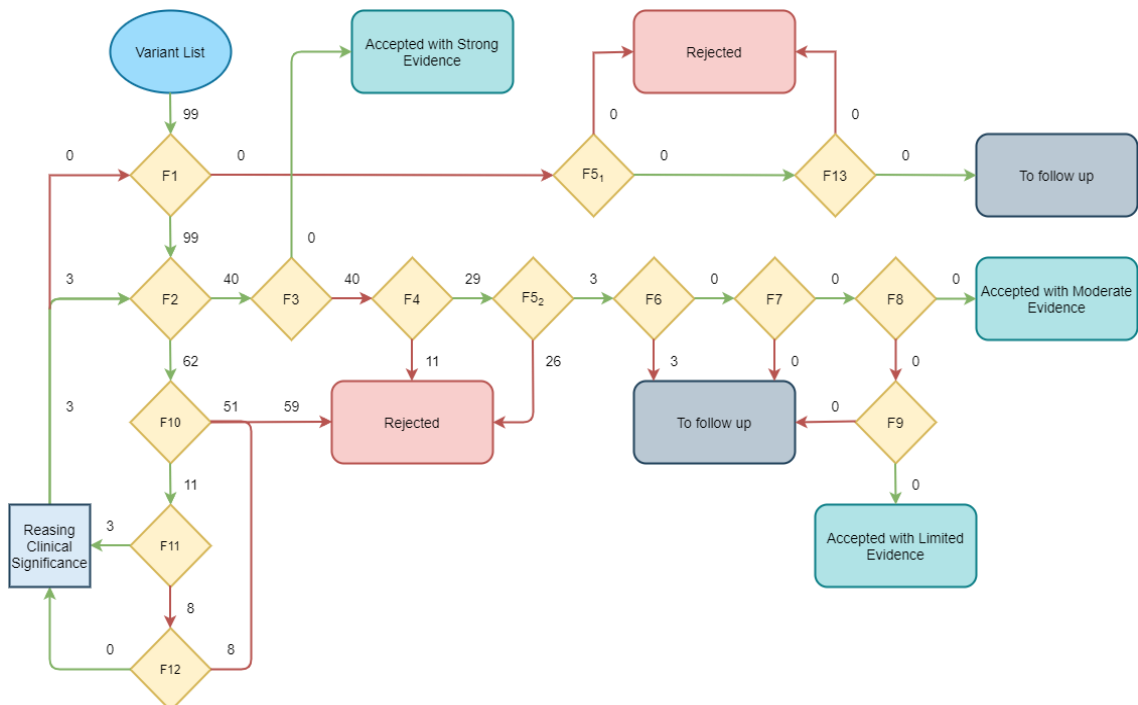 Variant List
Accepted with Strong
Evidence
Rejected
99
0
0
0
0
F1
F5₁
0
F13
0
To follow up
99
0
3
F2
40
F3
40
F4
29
F5₂
3
F6
0
F7
0
F8
0
Accepted with Moderate
Evidence
62
11
26
3
0
0
3
F10
51
59
Rejected
To follow up
0
F9
11
0
Reasing
Clinical
Significance
3
F11
Accepted with Limited
Evidence
8
0
F12
8